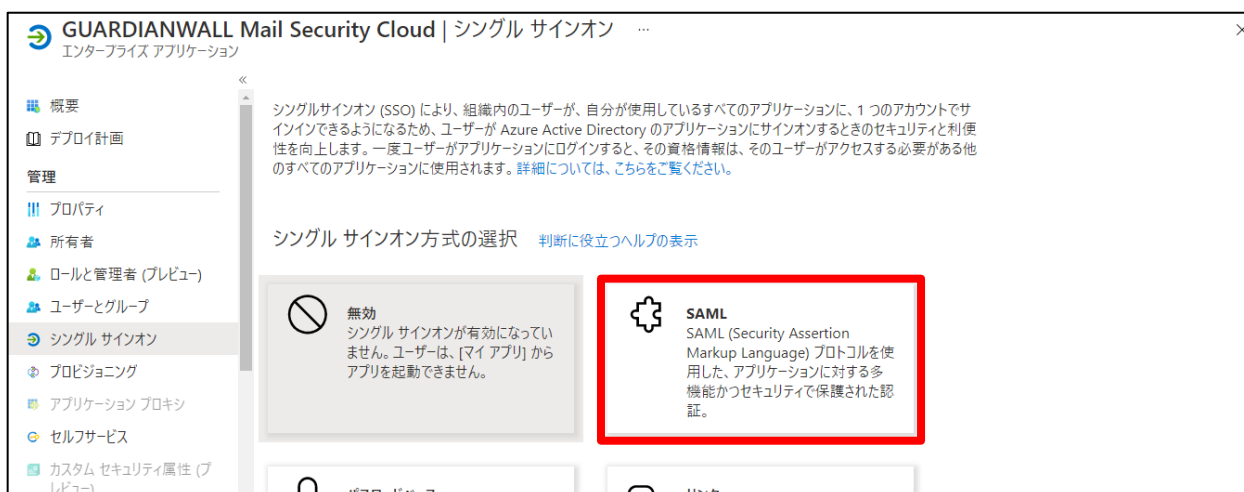 GUARDIANWALL Mail Security Cloud | シングル サインオン …
エンタープライズ アプリケーション
«
概要
デプロイ計画
管理
プロパティ
所有者
ロールと管理者 (プレビュー)
ユーザーとグループ
シングル サインオン
プロビジョニング
アプリケーション プロキシ
セルフサービス
カスタム セキュリティ属性 (プ
レビュー)
シングルサインオン (SSO) により、組織内のユーザーが、自分が使用しているすべてのアプリケーションに、1 つのアカウントでサ
インインできるようになるため、ユーザーが Azure Active Directory のアプリケーションにサインオンするときのセキュリティと利便
性を向上します。一度ユーザーがアプリケーションにログインすると、その資格情報は、そのユーザーがアクセスする必要がある他
のすべてのアプリケーションに使用されます。詳細については、こちらをご覧ください。
シングル サインオン方式の選択 判断に役立つヘルプの表示
無効
シングル サインオンが有効になってい
ません。ユーザーは、[マイ アプリ] から
アプリを起動できません。
SAML
SAML (Security Assertion
Markup Language) プロトコルを使
用した、アプリケーションに対する多
機能かつセキュリティで保護された認
証。
パスワードベース
リンク